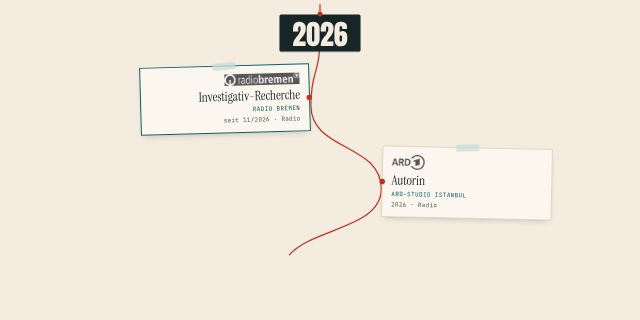 2026
radiobremen
Investigativ-Recherche
RADIO BREMEN
seit 11/2026 · Radio
ARD
Autorin
ARD-STUDIO ISTANBUL
2026 · Radio